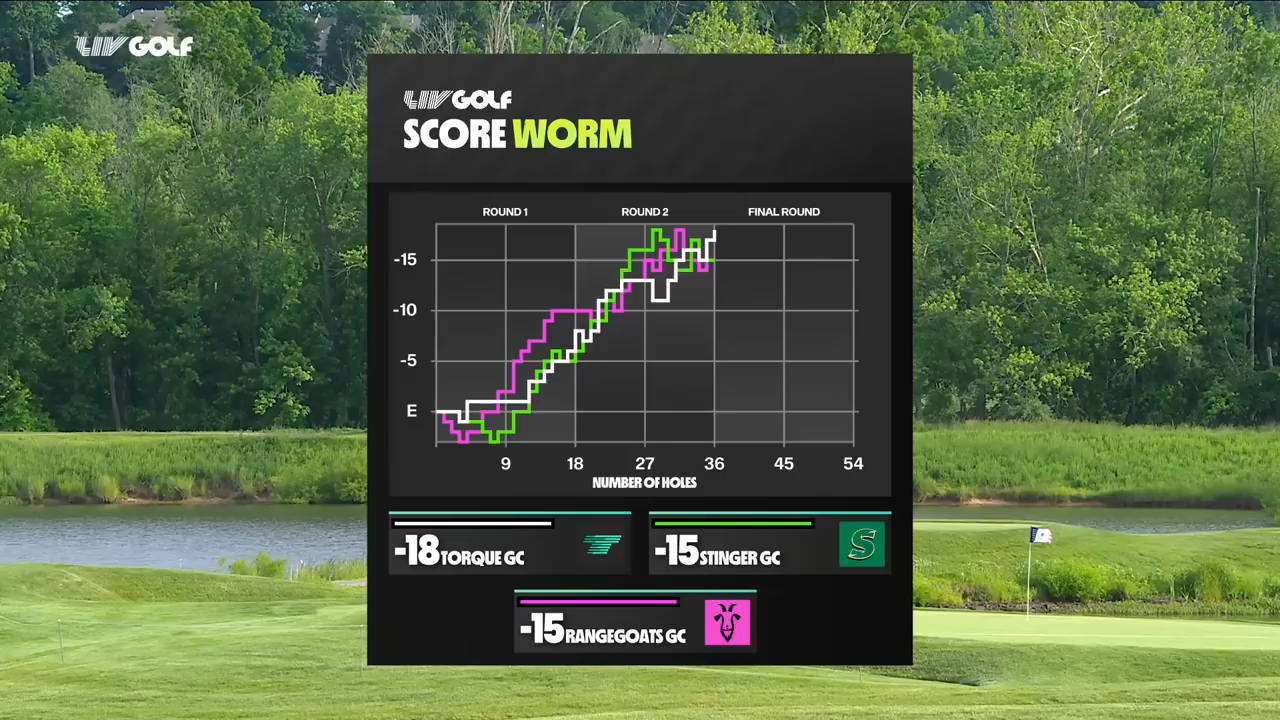 LIV GOLF
LIV GOLF
SCORE WORM
ROUND 1 ROUND 2 FINAL ROUND
-15
-10
-5
E
9 18 27 36 45 54
NUMBER OF HOLES
-18 TORQUE GC
-15 STINGER GC
S
-15 RANGEGOATS GC